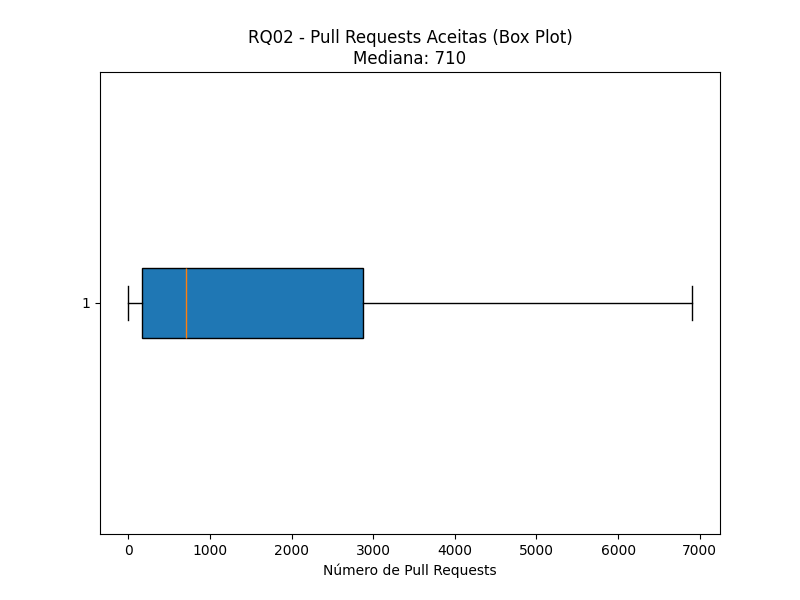 RQ02 - Pull Requests Aceitas (Box Plot)
Mediana: 710
1
0 1000 2000 3000 4000 5000 6000 7000
Número de Pull Requests